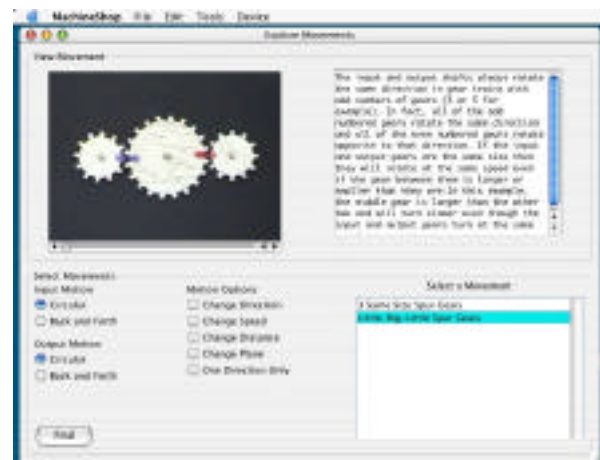 MachineShop File Edit Tools Device
Explore Movements
View Movement
The input and output shafts always rotate
the same direction in gear trains with
odd numbers of gears (3 or 5 for
example). In fact, all of the odd
numbered gears rotate the same direction
and all of the even numbered gears rotate
opposite to that direction. If the input
and output gears are the same size then
they will rotate at the same speed even
if the gear between them is larger or
smaller than they are. In this example,
the middle gear is larger than the other
two and will turn slower even though the
input and output gears turn at the same
Select Movements
Input Motion
Circular
Back and Forth
Output Motion
Circular
Back and Forth
Motion Options
Change Direction
Change Speed
Change Distance
Change Plane
One Direction Only
Select a Movement
3 Same Size Spur Gears
Little Big Little Spur Gears
Find